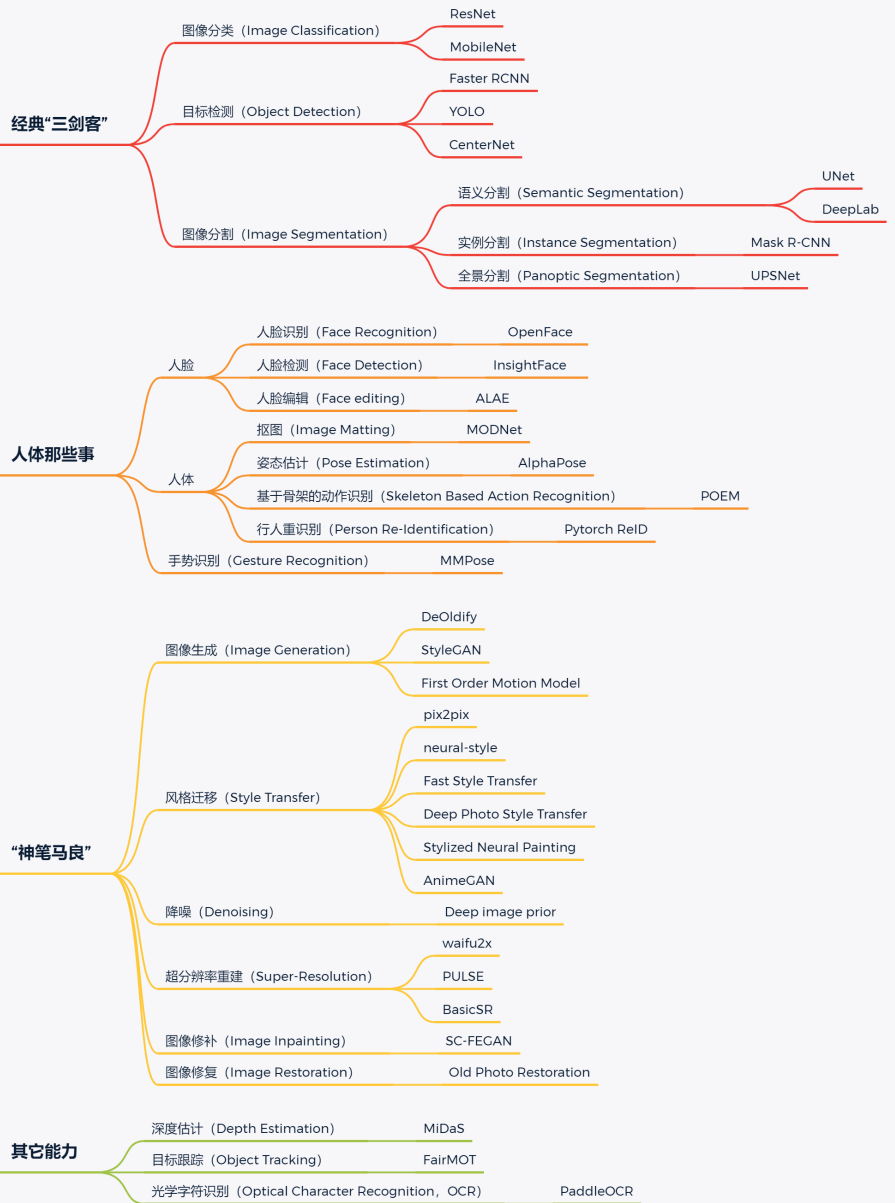 经典“三剑客”
图像分类（Image Classification）
ResNet
MobileNet
目标检测（Object Detection）
Faster RCNN
YOLO
CenterNet
图像分割（Image Segmentation）
语义分割（Semantic Segmentation）
UNet
DeepLab
实例分割（Instance Segmentation）
Mask R-CNN
全景分割（Panoptic Segmentation）
UPSNet
人体那些事
人脸
人脸识别（Face Recognition）
OpenFace
人脸检测（Face Detection）
InsightFace
人脸编辑（Face editing）
ALAE
人体
抠图（Image Matting）
MODNet
姿态估计（Pose Estimation）
AlphaPose
基于骨架的动作识别（Skeleton Based Action Recognition）
POEM
行人重识别（Person Re-Identification）
Pytorch ReID
手势识别（Gesture Recognition）
MMPose
“神笔马良”
图像生成（Image Generation）
DeOldify
StyleGAN
First Order Motion Model
风格迁移（Style Transfer）
pix2pix
neural-style
Fast Style Transfer
Deep Photo Style Transfer
Stylized Neural Painting
AnimeGAN
降噪（Denoising）
Deep image prior
超分辨率重建（Super-Resolution）
waifu2x
PULSE
BasicSR
图像修补（Image Inpainting）
SC-FEGAN
图像修复（Image Restoration）
Old Photo Restoration
其它能力
深度估计（Depth Estimation）
MiDaS
目标跟踪（Object Tracking）
FairMOT
光学字符识别（Optical Character Recognition，OCR）
PaddleOCR